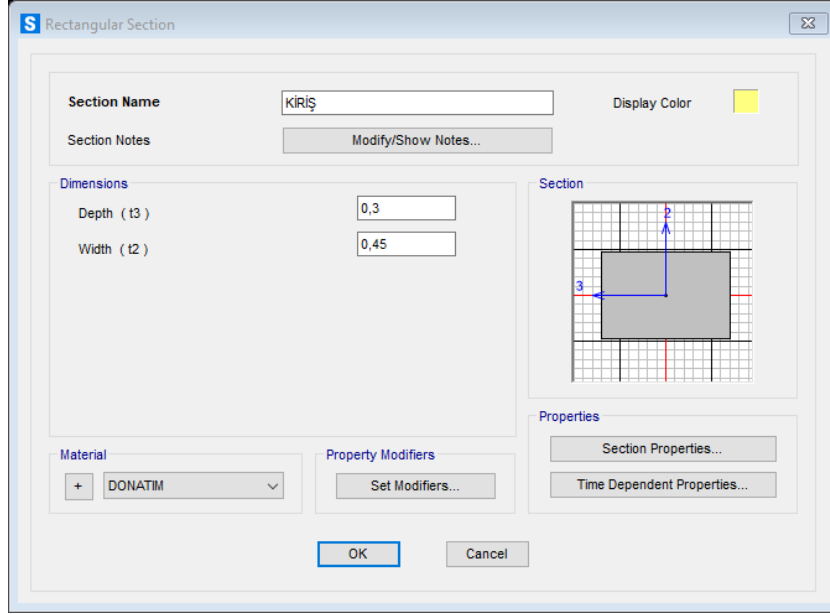 S Rectangular Section
Section Name KİRİŞ Display Color
Section Notes Modify/Show Notes...
Dimensions
Depth ( t3 ) 0,3
Width ( t2 ) 0,45
Section
2
3
Properties
Section Properties...
Time Dependent Properties...
Material
+ DONATIM
Property Modifiers
Set Modifiers...
OK Cancel